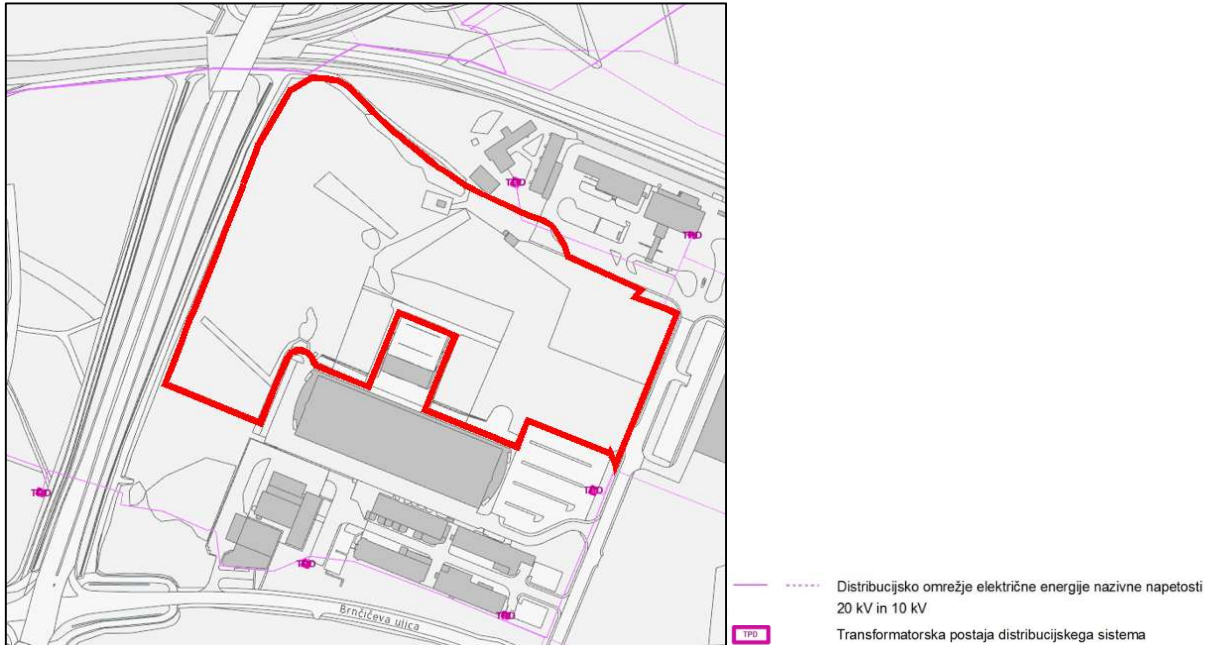 TPD
TPD
TPD
TPD
TPD
TPD
Brnčičeva ulica
Distribucijsko omrežje električne energije nazivne napetosti
20 kV in 10 kV
TPD
Transformatorska postaja distribucijskega sistema